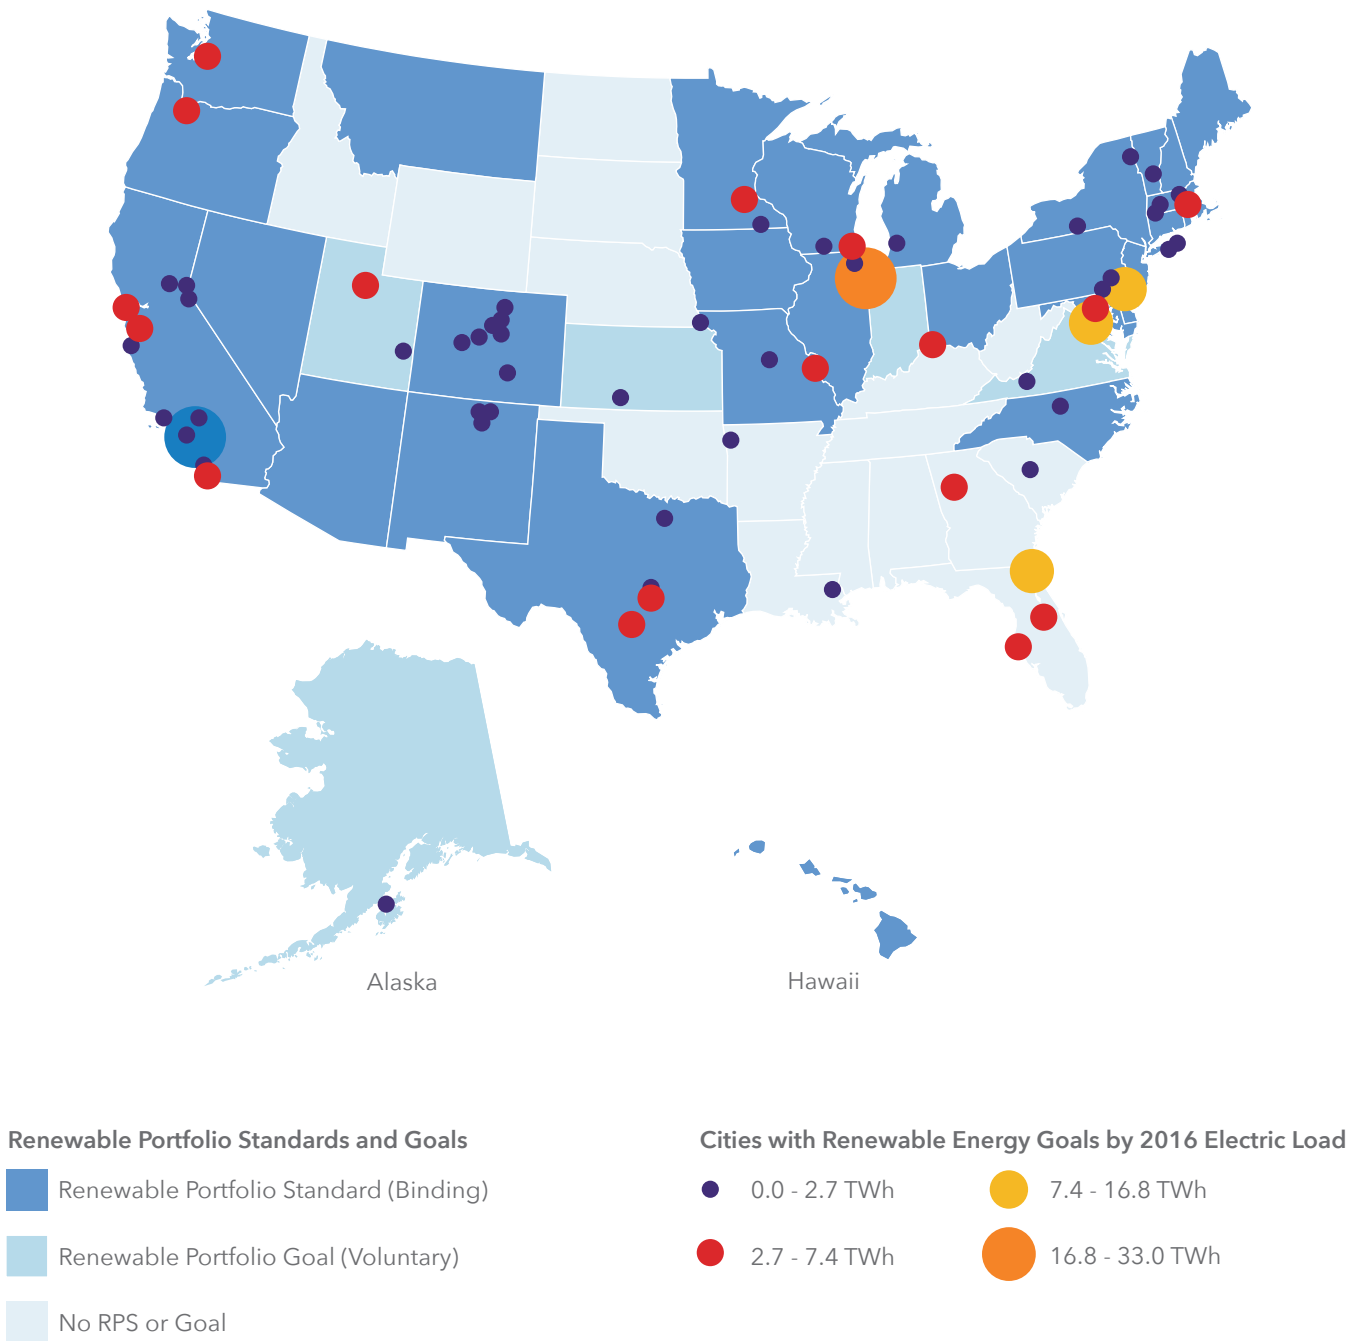 Alaska
Hawaii
Renewable Portfolio Standards and Goals
Renewable Portfolio Standard (Binding)
Renewable Portfolio Goal (Voluntary)
No RPS or Goal
Cities with Renewable Energy Goals by 2016 Electric Load
0.0 - 2.7 TWh
2.7 - 7.4 TWh
7.4 - 16.8 TWh
16.8 - 33.0 TWh